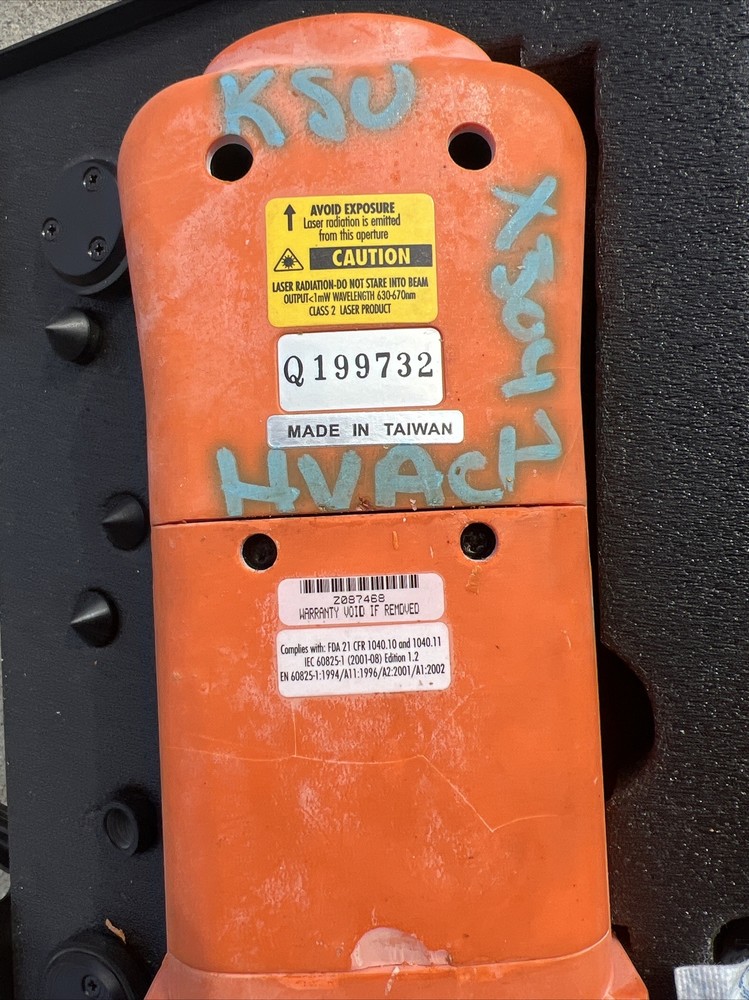 KSU
AVOID EXPOSURE
Laser radiation is emitted
from this aperture
CAUTION
LASER RADIATION-DO NOT STARE INTO BEAM
OUTPUT<1mW WAVELENGTH 630-670nm
CLASS 2 LASER PRODUCT
Q199732
MADE IN TAIWAN
HVAC
Z087468
WARRANTY VOID IF REMOVED
Complies with: FDA 21 CFR 1040.10 and 1040.11
IEC 60825-1 (2001-08) Edition 1.2
EN 60825-1:1994/A11:1996/A2:2001/A1:2002